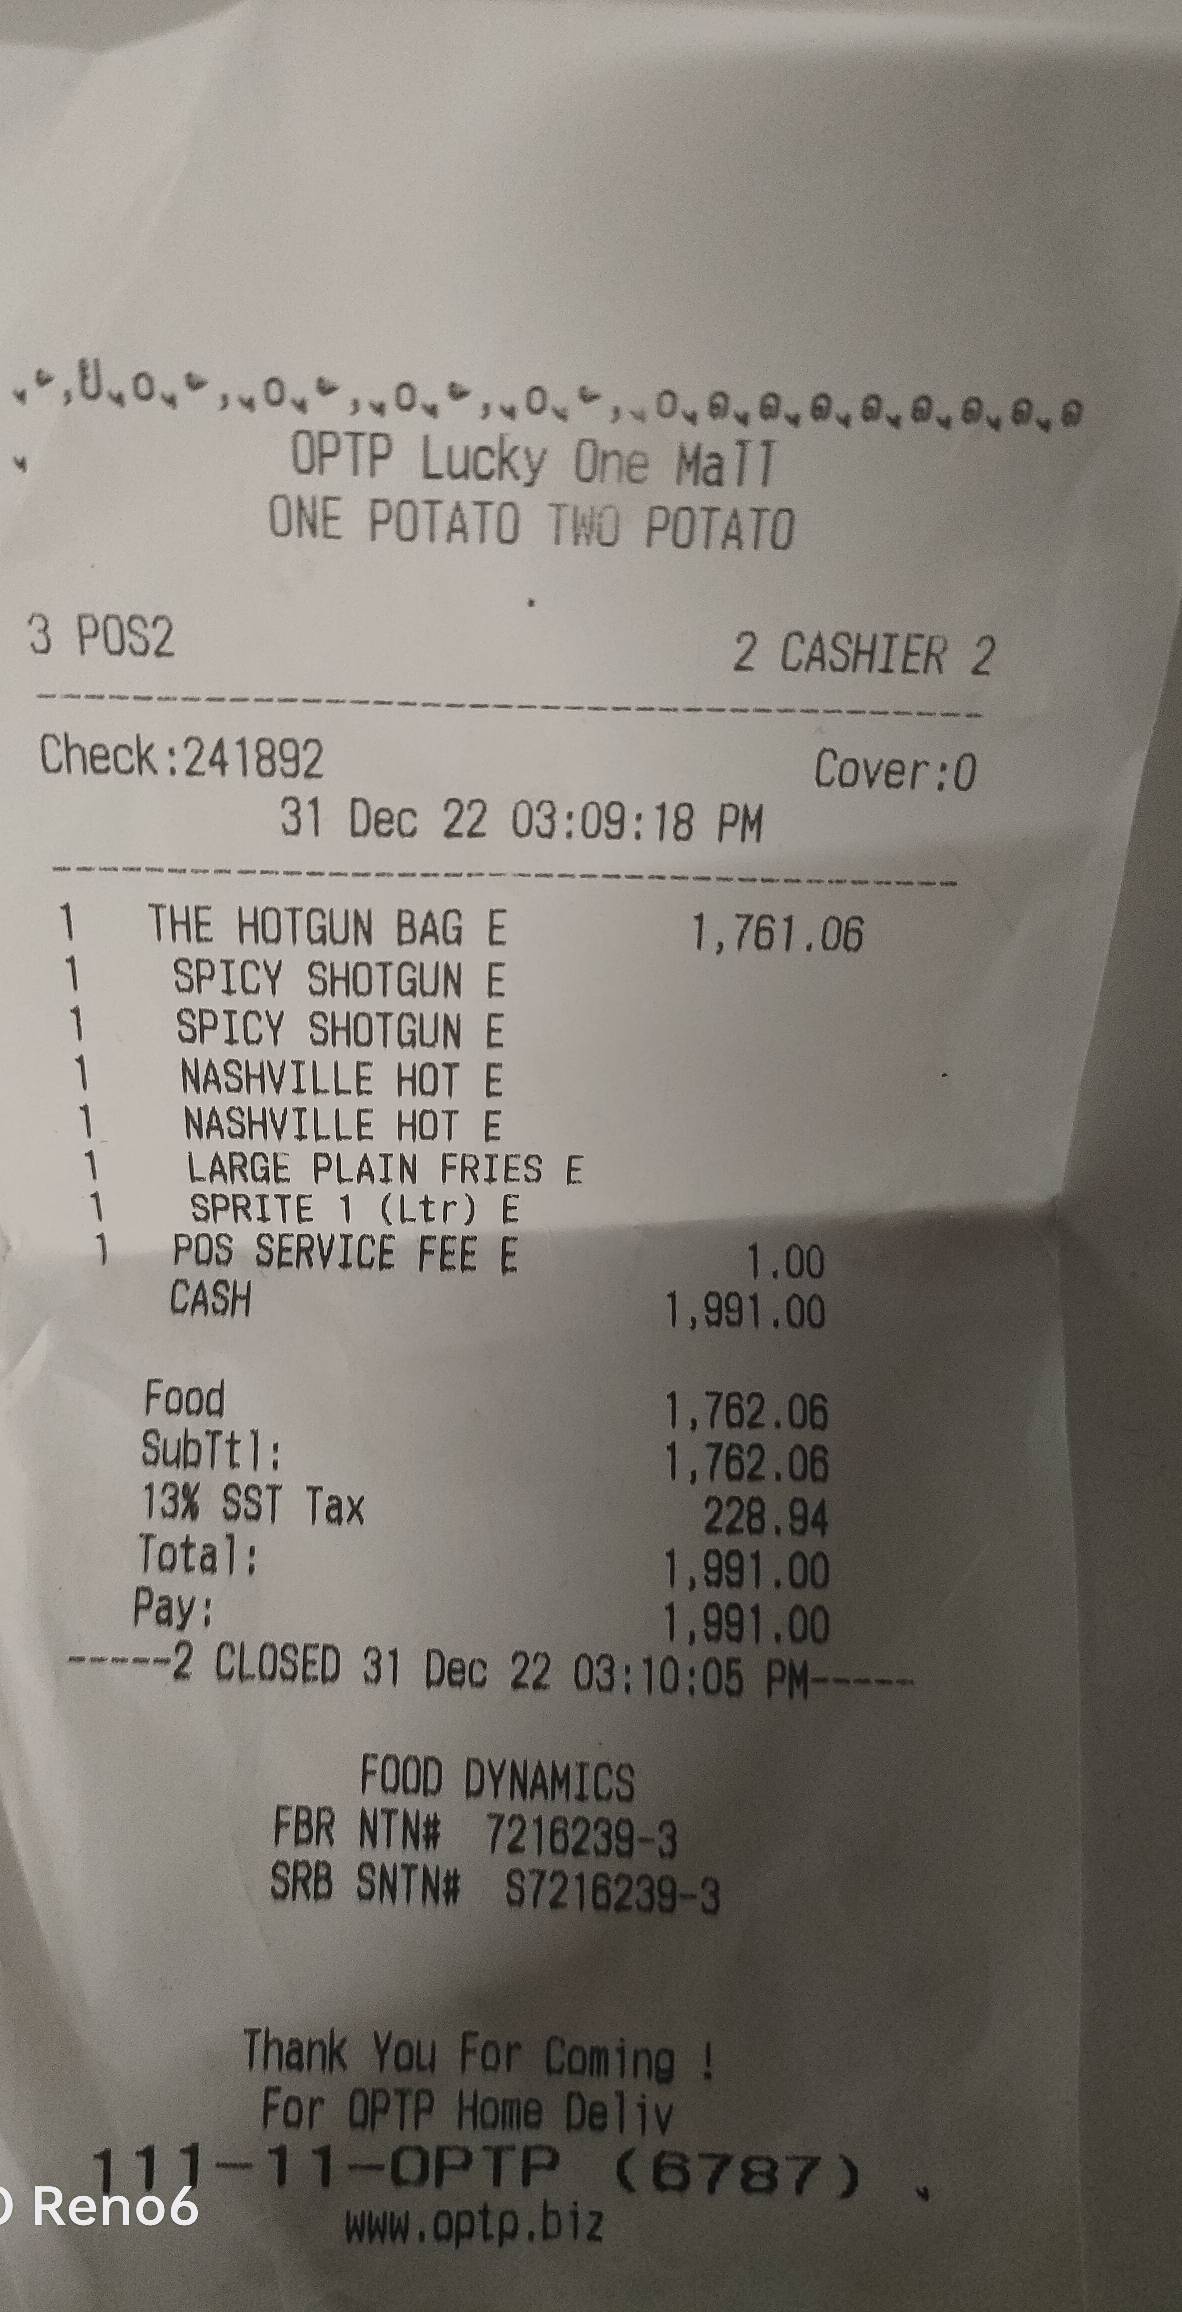 OPTP Lucky One Mall
ONE POTATO TWO POTATO
3 POS2 2 CASHIER 2
Check:241892 Cover:0
31 Dec 22 03:09:18 PM
1 THE HOTGUN BAG E 1,761.06
1 SPICY SHOTGUN E
1 SPICY SHOTGUN E
1 NASHVILLE HOT E
1 NASHVILLE HOT E
1 LARGE PLAIN FRIES E
1 SPRITE 1 (Ltr) E
1 POS SERVICE FEE E 1.00
CASH 1,991.00
Food 1,762.06
SubTtl: 1,762.06
13% SST Tax 228.94
Total: 1,991.00
Pay: 1,991.00
-----2 CLOSED 31 Dec 22 03:10:05 PM-----
FOOD DYNAMICS
FBR NTN# 7216239-3
SRB SNTN# S7216239-3
Thank You For Coming !
For OPTP Home Deliv
111-11-OPTP (6787)
www.optp.biz
Reno6